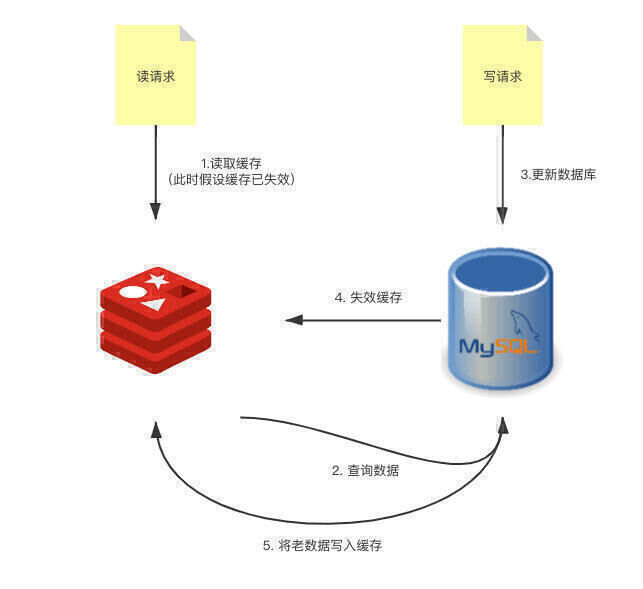 读请求
写请求
1.读取缓存
（此时假设缓存已失效）
3.更新数据库
4. 失效缓存
MySQL
2. 查询数据
5. 将老数据写入缓存